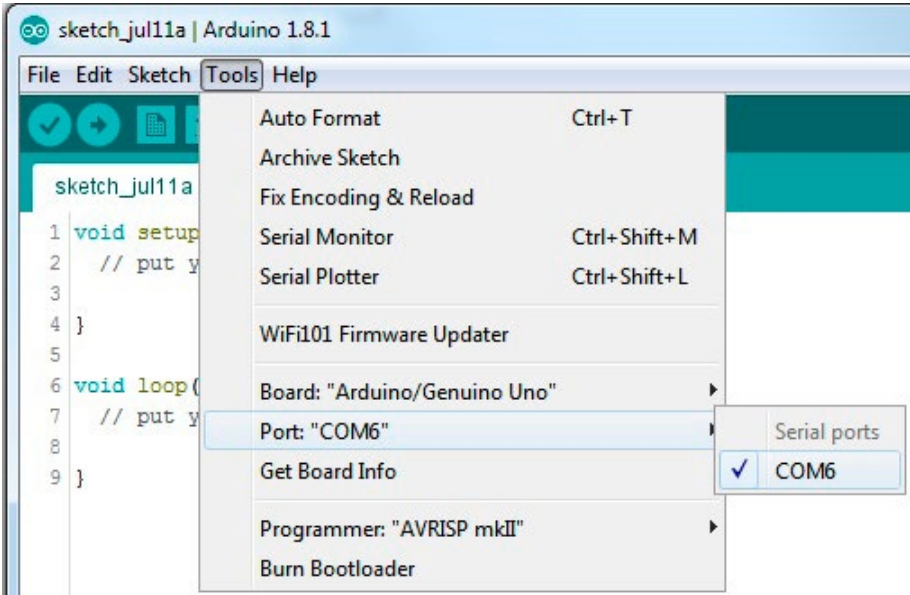 sketch_jul11a | Arduino 1.8.1
File Edit Sketch Tools Help
sketch_jul11a
1 void setup
2 // put y
3
4 }
5
6 void loop(
7 // put y
8
9 }
Auto Format Ctrl+T
Archive Sketch
Fix Encoding & Reload
Serial Monitor Ctrl+Shift+M
Serial Plotter Ctrl+Shift+L
WiFi101 Firmware Updater
Board: "Arduino/Genuino Uno"
Port: "COM6"
Get Board Info
Programmer: "AVRISP mkII"
Burn Bootloader
Serial ports
COM6